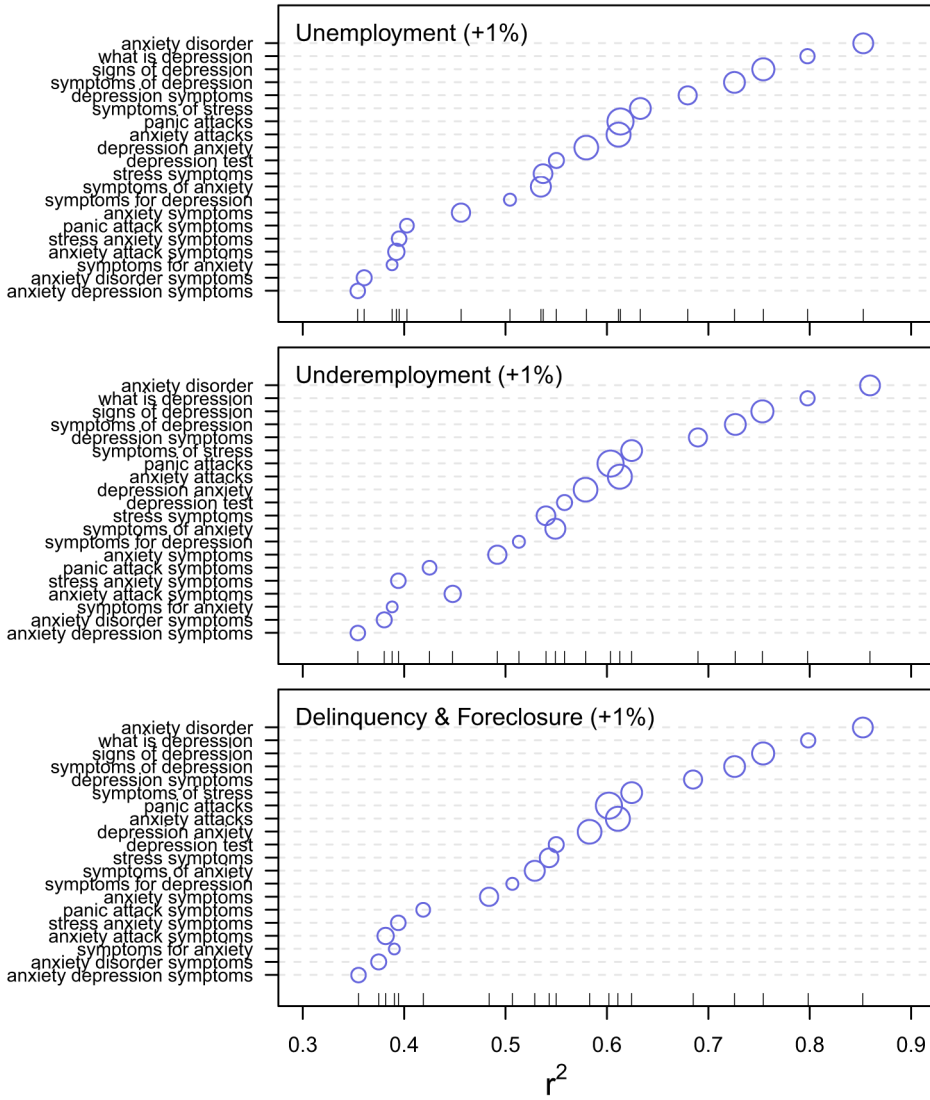 Unemployment (+1%)
anxiety disorder
what is depression
signs of depression
symptoms of depression
depression symptoms
symptoms of stress
panic attacks
anxiety attacks
depression anxiety
depression test
stress symptoms
symptoms of anxiety
symptoms for depression
anxiety symptoms
panic attack symptoms
stress anxiety symptoms
anxiety attack symptoms
symptoms for anxiety
anxiety disorder symptoms
anxiety depression symptoms
Underemployment (+1%)
anxiety disorder
what is depression
signs of depression
symptoms of depression
depression symptoms
symptoms of stress
panic attacks
anxiety attacks
depression anxiety
depression test
stress symptoms
symptoms of anxiety
symptoms for depression
anxiety symptoms
panic attack symptoms
stress anxiety symptoms
anxiety attack symptoms
symptoms for anxiety
anxiety disorder symptoms
anxiety depression symptoms
Delinquency & Foreclosure (+1%)
anxiety disorder
what is depression
signs of depression
symptoms of depression
depression symptoms
symptoms of stress
panic attacks
anxiety attacks
depression anxiety
depression test
stress symptoms
symptoms of anxiety
symptoms for depression
anxiety symptoms
panic attack symptoms
stress anxiety symptoms
anxiety attack symptoms
symptoms for anxiety
anxiety disorder symptoms
anxiety depression symptoms
0.3 0.4 0.5 0.6 0.7 0.8 0.9
r²